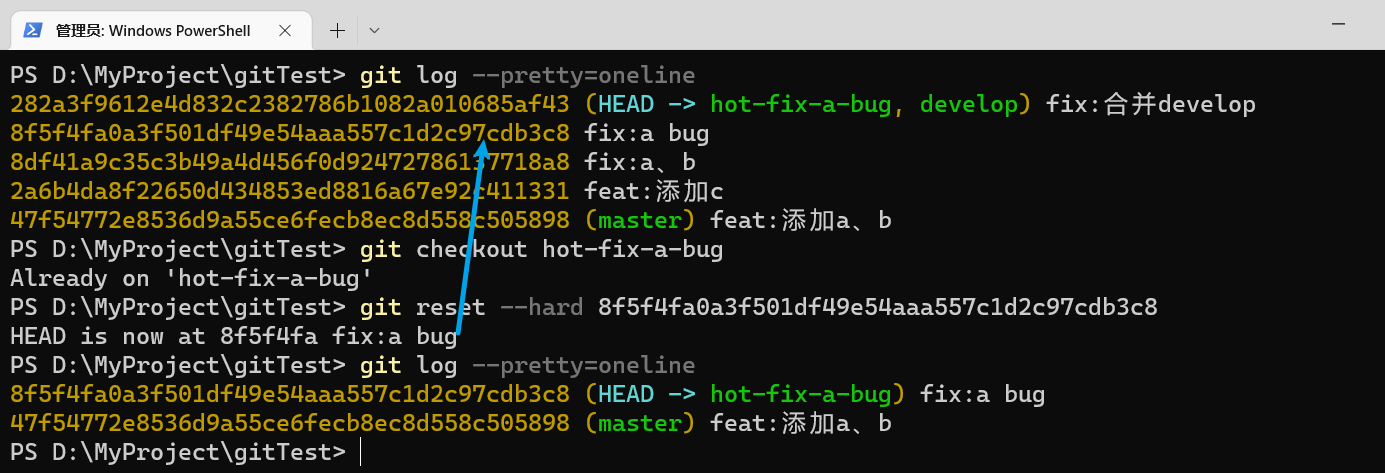 管理员: Windows PowerShell
PS D:\MyProject\gitTest> git log --pretty=oneline
282a3f9612e4d832c2382786b1082a010685af43 (HEAD -> hot-fix-a-bug, develop) fix:合并develop
8f5f4fa0a3f501df49e54aaa557c1d2c97cdb3c8 fix:a bug
8df41a9c35c3b49a4d456f0d92472786137718a8 fix:a、b
2a6b4da8f22650d434853ed8816a67e92c411331 feat:添加c
47f54772e8536d9a55ce6fecb8ec8d558c505898 (master) feat:添加a、b
PS D:\MyProject\gitTest> git checkout hot-fix-a-bug
Already on 'hot-fix-a-bug'
PS D:\MyProject\gitTest> git reset --hard 8f5f4fa0a3f501df49e54aaa557c1d2c97cdb3c8
HEAD is now at 8f5f4fa fix:a bug
PS D:\MyProject\gitTest> git log --pretty=oneline
8f5f4fa0a3f501df49e54aaa557c1d2c97cdb3c8 (HEAD -> hot-fix-a-bug) fix:a bug
47f54772e8536d9a55ce6fecb8ec8d558c505898 (master) feat:添加a、b
PS D:\MyProject\gitTest>